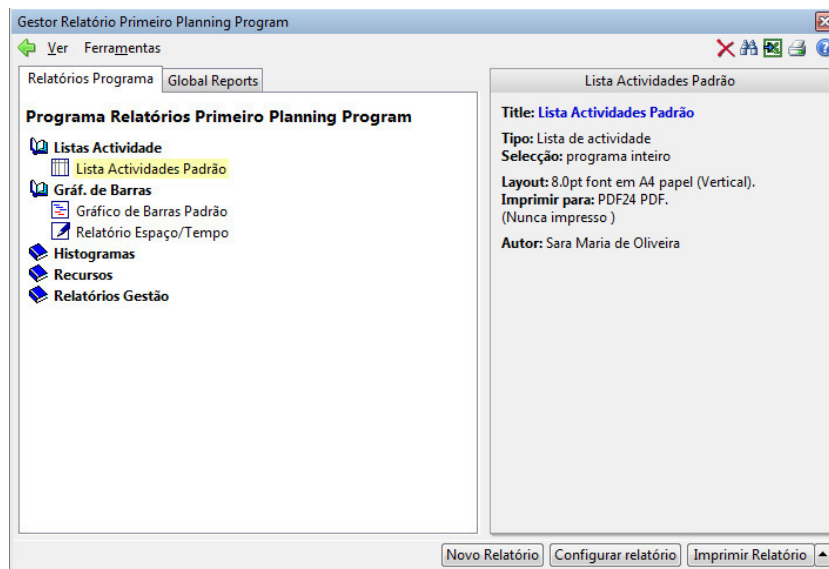 Gestor Relatório Primeiro Planning Program
Ver Ferramentas
Relatórios Programa Global Reports
Programa Relatórios Primeiro Planning Program
Listas Actividade
Lista Actividades Padrão
Gráf. de Barras
Gráfico de Barras Padrão
Relatório Espaço/Tempo
Histogramas
Recursos
Relatórios Gestão
Lista Actividades Padrão
Title: Lista Actividades Padrão
Tipo: Lista de actividade
Selecção: programa inteiro
Layout: 8.0pt font em A4 papel (Vertical).
Imprimir para: PDF24 PDF.
(Nunca impresso )
Autor: Sara Maria de Oliveira
Novo Relatório Configurar relatório Imprimir Relatório